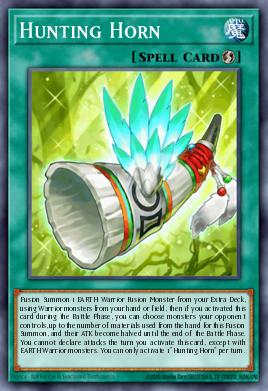 HUNTING HORN
魔
[SPELL CARD]
Fusion Summon 1 EARTH Warrior Fusion Monster from your Extra Deck,
using Warrior monsters from your hand or field, then if you activated this
card during the Battle Phase, you can choose monsters your opponent
controls, up to the number of materials used from the hand for this Fusion
Summon, and their ATK become halved until the end of the Battle Phase.
You cannot declare attacks the turn you activate this card, except with
EARTH Warrior monsters. You can only activate 1 "Hunting Horn" per turn.